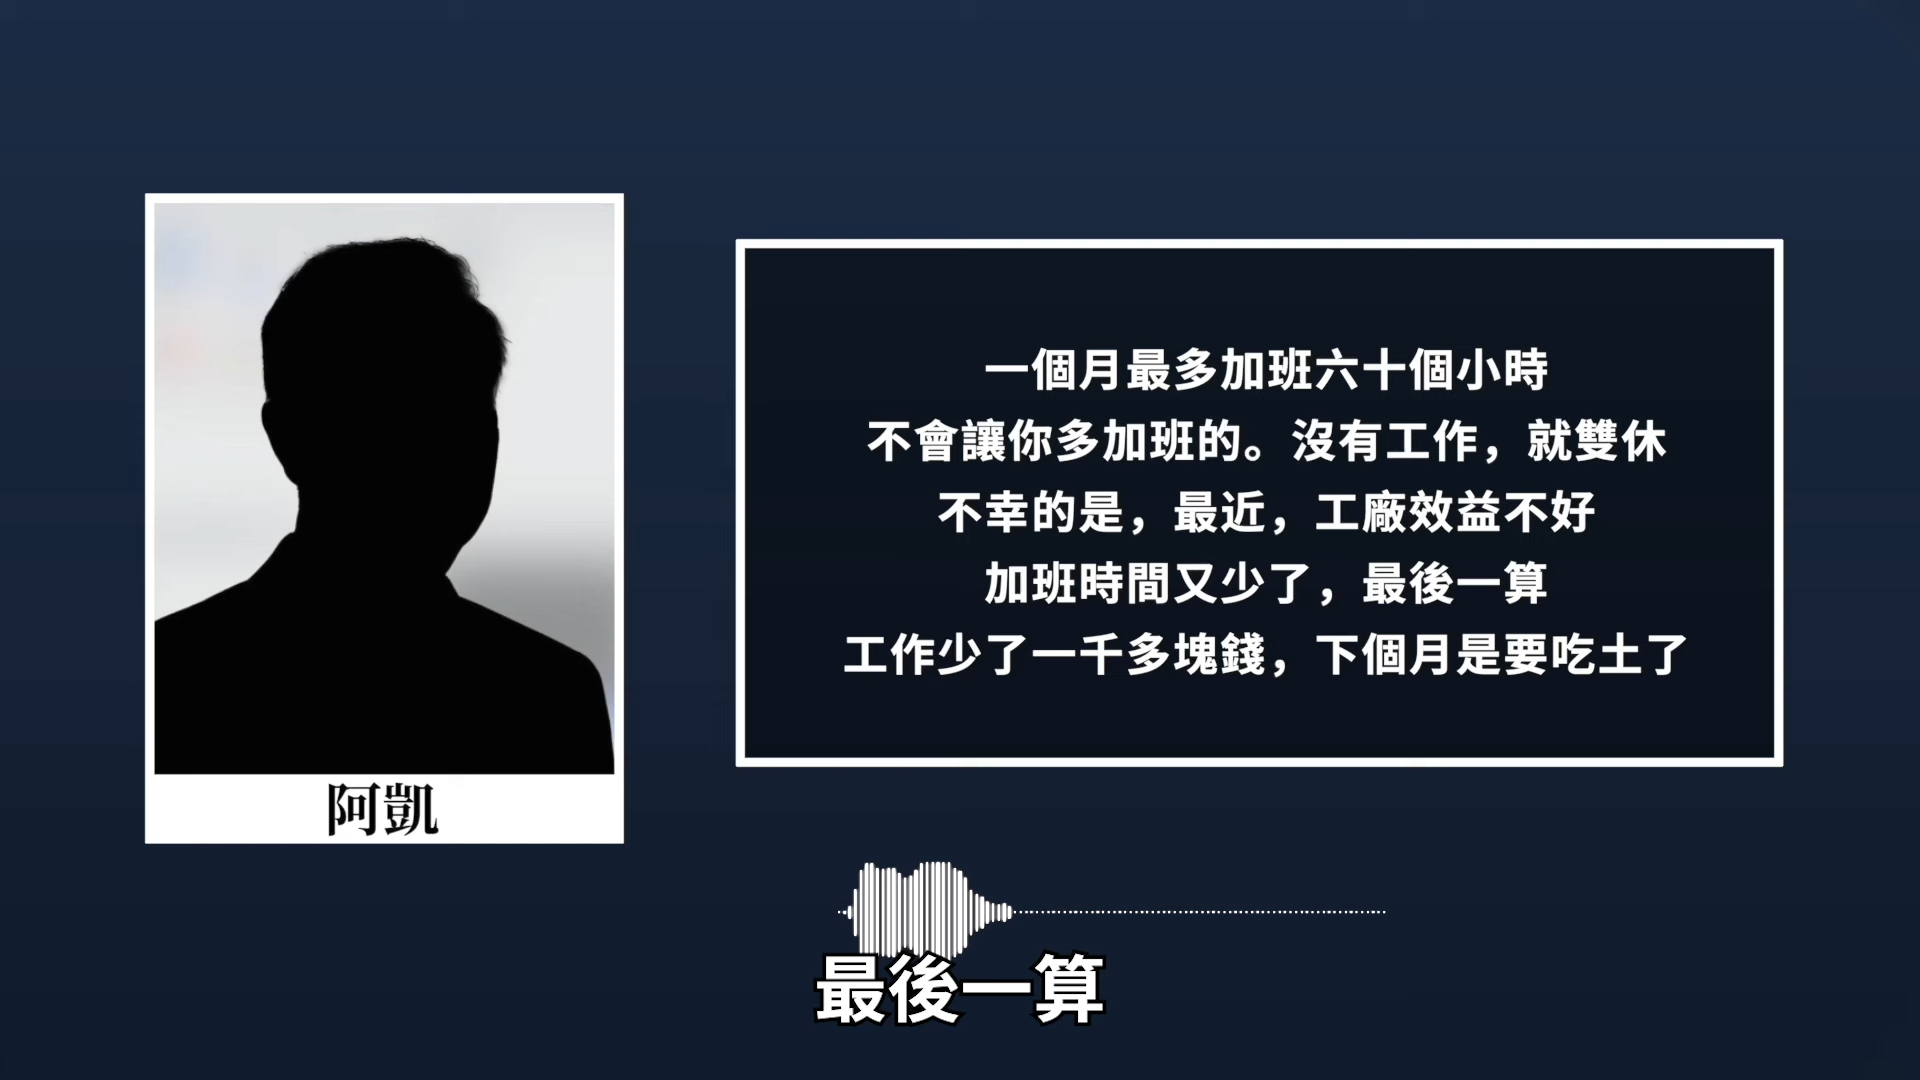 阿凱
一個月最多加班六十個小時
不會讓你多加班的。沒有工作，就雙休
不幸的是，最近，工廠效益不好
加班時間又少了，最後一算
工作少了一千多塊錢，下個月是要吃土了
最後一算